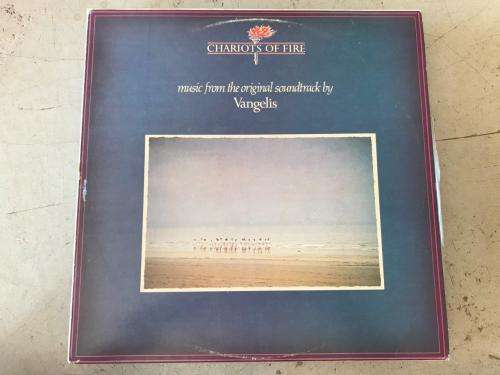 CHARIOTS OF FIRE
music from the original soundtrack by
Vangelis